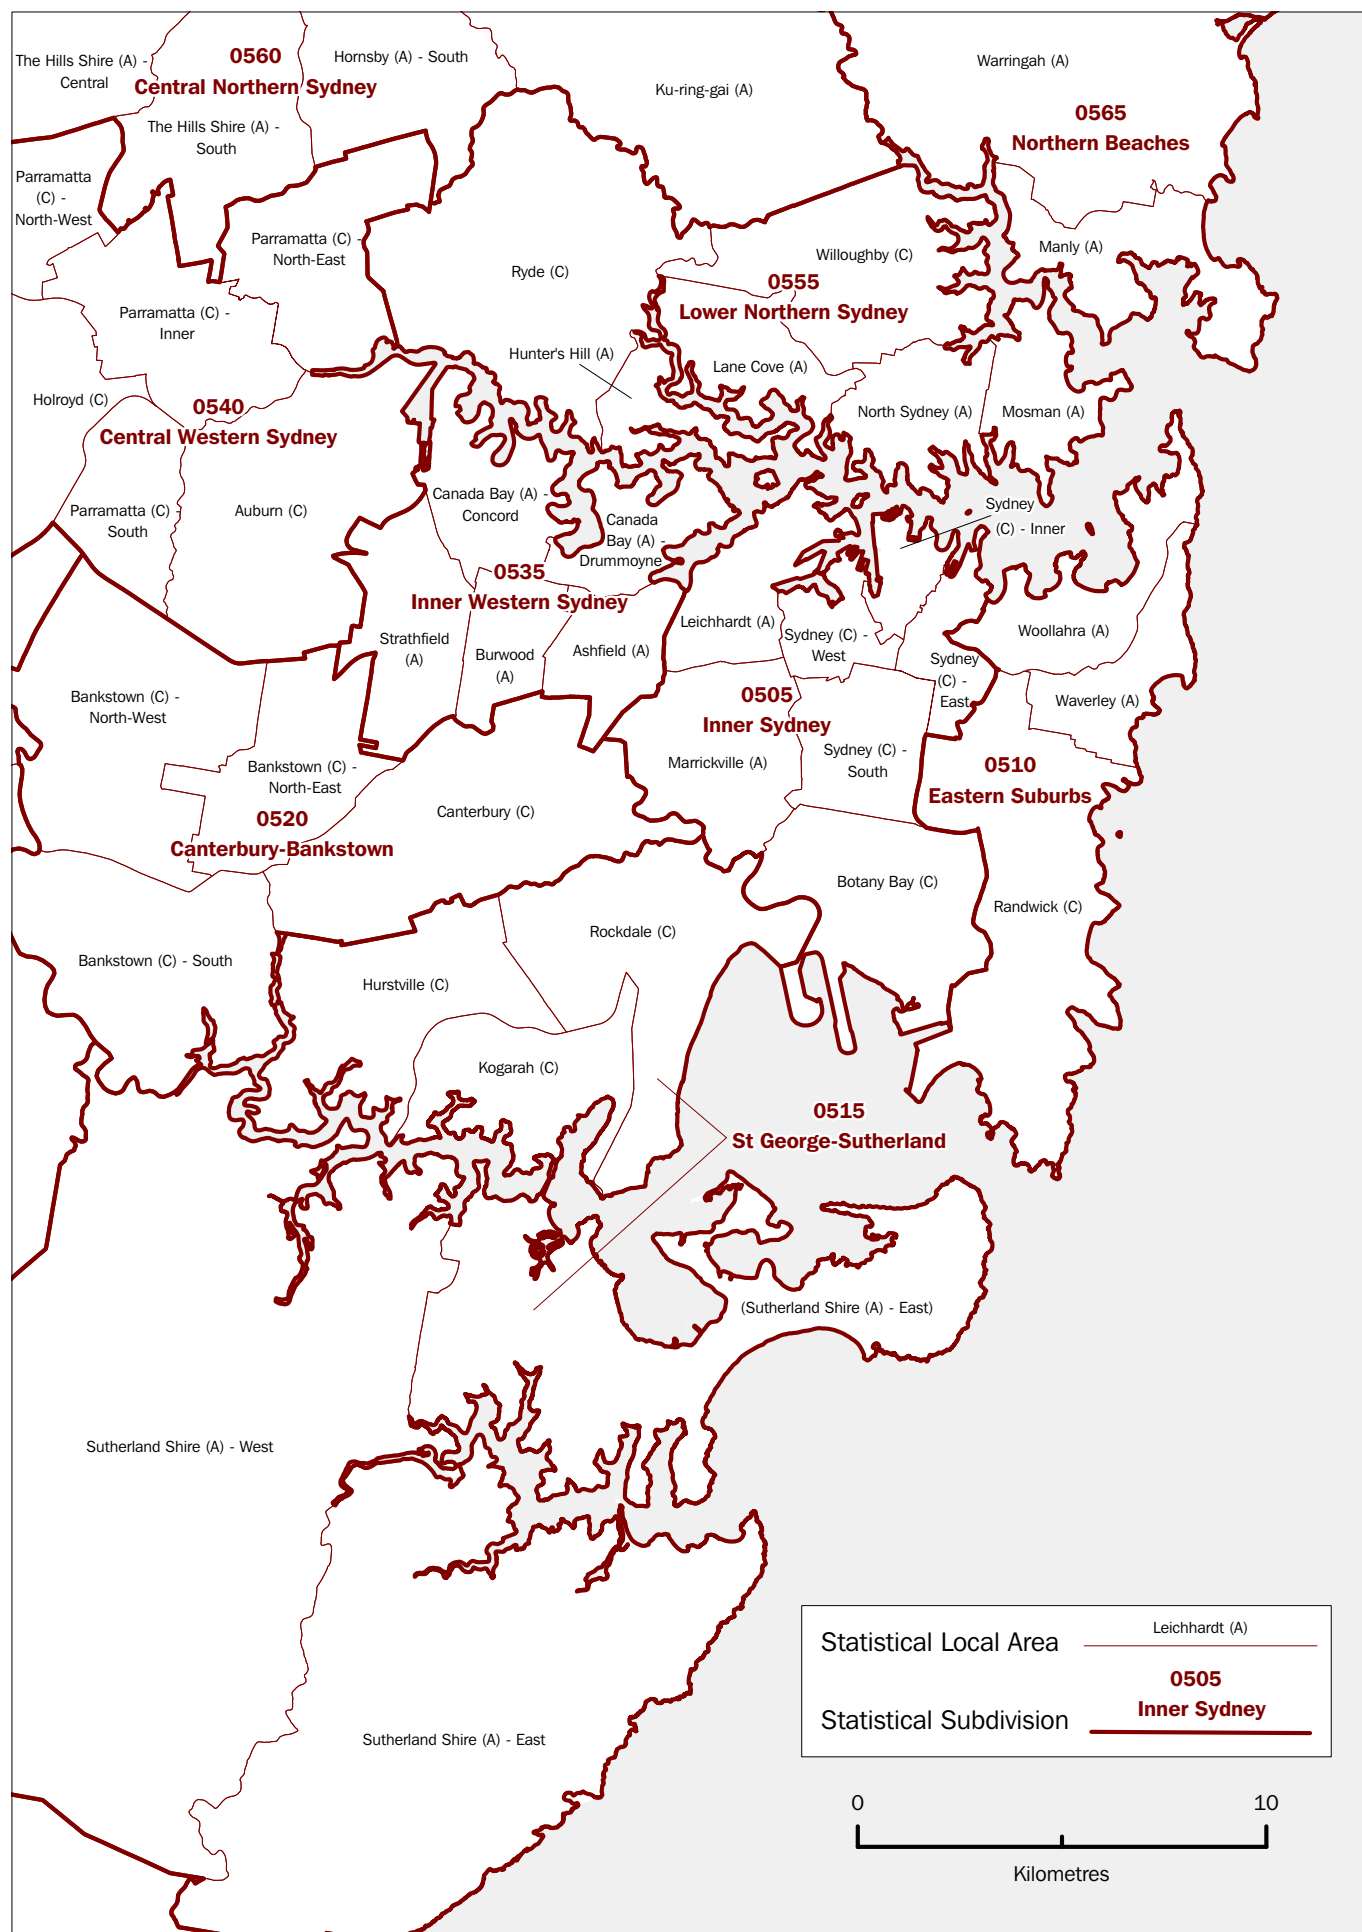 The Hills Shire (A) -
Central
0560
Central Northern Sydney
Hornsby (A) - South
Ku-ring-gai (A)
Warringah (A)
0565
Northern Beaches
The Hills Shire (A) -
South
Parramatta
(C) -
North-West
Parramatta (C) -
North-East
Ryde (C)
Willoughby (C)
Manly (A)
0555
Lower Northern Sydney
Parramatta (C) -
Inner
Hunter's Hill (A)
Lane Cove (A)
Holroyd (C)
0540
Central Western Sydney
North Sydney (A)
Mosman (A)
Parramatta (C) -
South
Auburn (C)
Canada Bay (A) -
Concord
Canada
Bay (A) -
Drummoyne
Sydney
(C) - Inner
0535
Inner Western Sydney
Strathfield
(A)
Burwood
(A)
Ashfield (A)
Leichhardt (A)
Sydney (C) -
West
Woollahra (A)
Sydney
(C) -
East
Waverley (A)
Bankstown (C) -
North-West
0505
Inner Sydney
Marrickville (A)
Sydney (C) -
South
0510
Eastern Suburbs
Bankstown (C) -
North-East
0520
Canterbury-Bankstown
Canterbury (C)
Botany Bay (C)
Randwick (C)
Rockdale (C)
Bankstown (C) - South
Hurstville (C)
Kogarah (C)
0515
St George-Sutherland
(Sutherland Shire (A) - East)
Sutherland Shire (A) - West
Sutherland Shire (A) - East
Statistical Local Area
Leichhardt (A)
Statistical Subdivision
0505
Inner Sydney
0
10
Kilometres